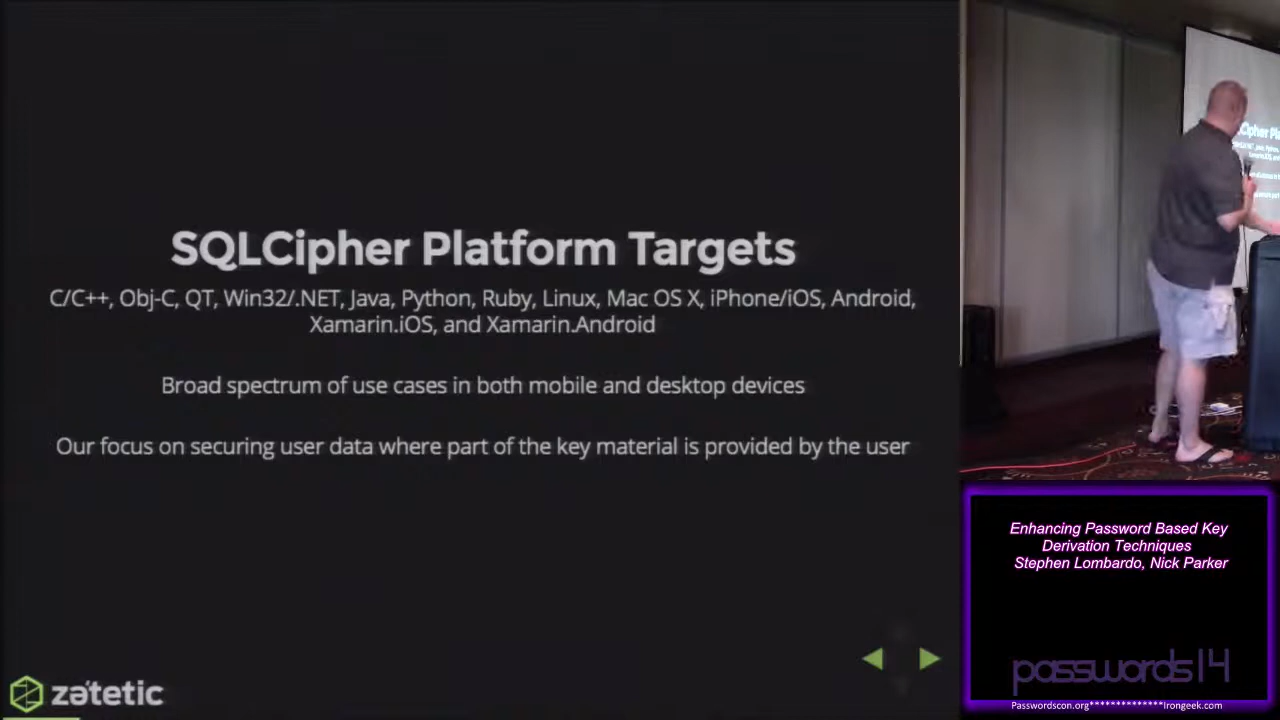 SQLCipher Platform Targets
C/C++, Obj-C, QT, Win32/.NET, Java, Python, Ruby, Linux, Mac OS X, iPhone/iOS, Android,
Xamarin.iOS, and Xamarin.Android
Broad spectrum of use cases in both mobile and desktop devices
Our focus on securing user data where part of the key material is provided by the user
zetetic
Enhancing Password Based Key
Derivation Techniques
Stephen Lombardo, Nick Parker
passwords14
Passwordscon.org**************Irongeek.com